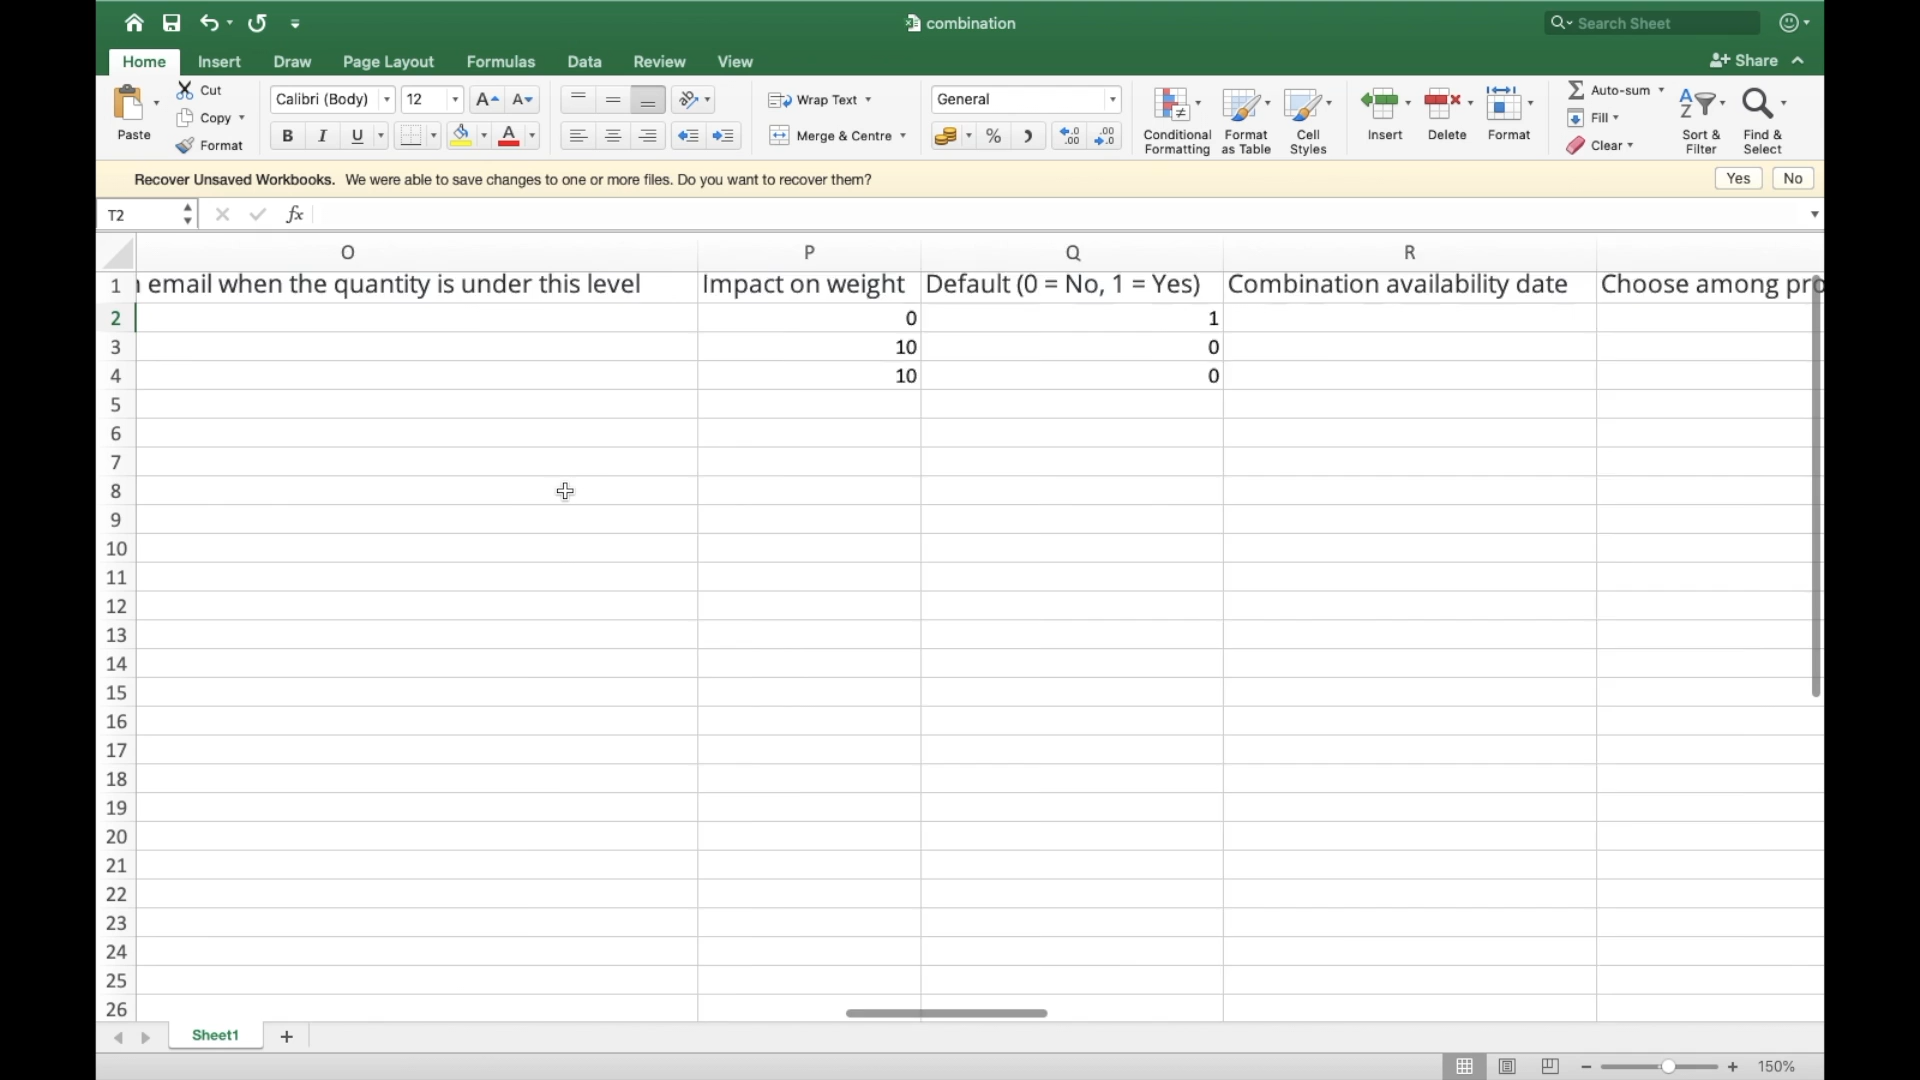 combination
Search Sheet
Home Insert Draw Page Layout Formulas Data Review View
Share
Paste
Cut
Copy
Format
Calibri (Body) 12
B I U A
Wrap Text
Merge & Centre
General
%
Conditional Formatting
Format as Table
Cell Styles
Insert
Delete
Format
Auto-sum
Fill
Clear
Sort & Filter
Find & Select
Recover Unsaved Workbooks. We were able to save changes to one or more files. Do you want to recover them?
Yes No
T2 fx
O P Q R
1 email when the quantity is under this level Impact on weight Default (0 = No, 1 = Yes) Combination availability date Choose among pro
2 0 1
3 10 0
4 10 0
5
6
7
8
9
10
11
12
13
14
15
16
17
18
19
20
21
22
23
24
25
26
Sheet1
150%